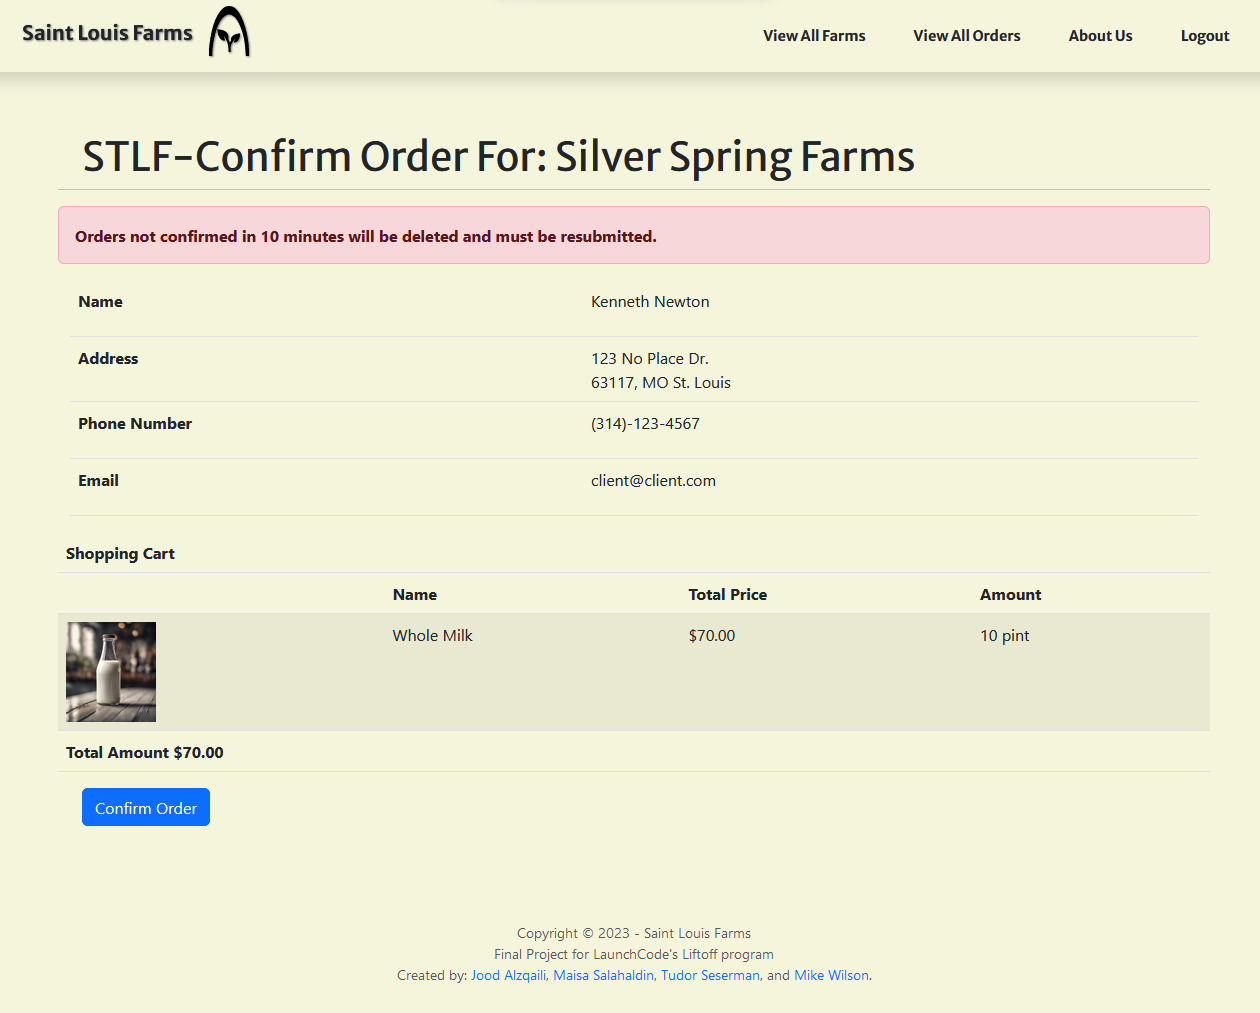 Saint Louis Farms
View All Farms View All Orders About Us Logout
STLF-Confirm Order For: Silver Spring Farms
Orders not confirmed in 10 minutes will be deleted and must be resubmitted.
Name Kenneth Newton
Address 123 No Place Dr.
63117, MO St. Louis
Phone Number (314)-123-4567
Email client@client.com
Shopping Cart
Name Total Price Amount
Whole Milk $70.00 10 pint
Total Amount $70.00
Confirm Order
Copyright © 2023 - Saint Louis Farms
Final Project for LaunchCode's Liftoff program
Created by: Jood Alzqaili, Maisa Salahaldin, Tudor Seserman, and Mike Wilson.